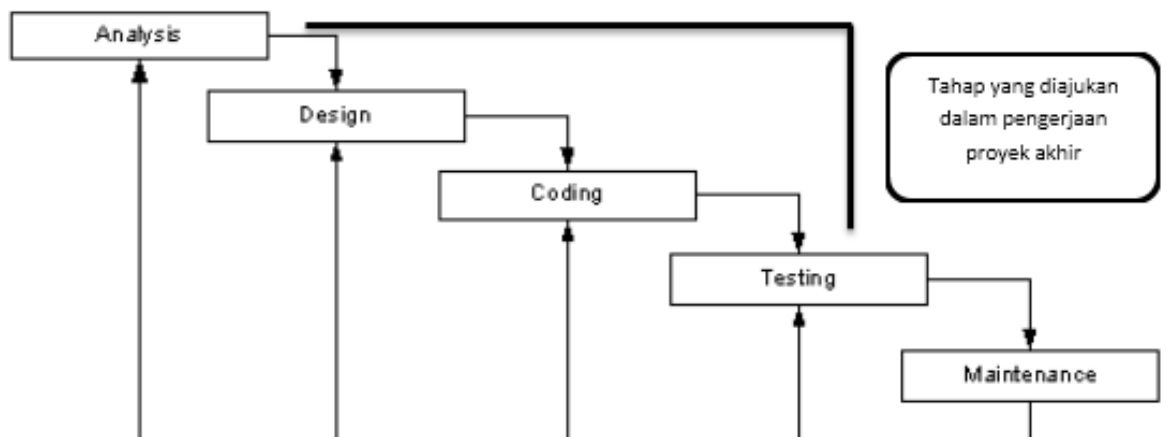 Analysis
Design
Coding
Testing
Maintenance
Tahap yang diajukan
dalam pengerjaan
proyek akhir